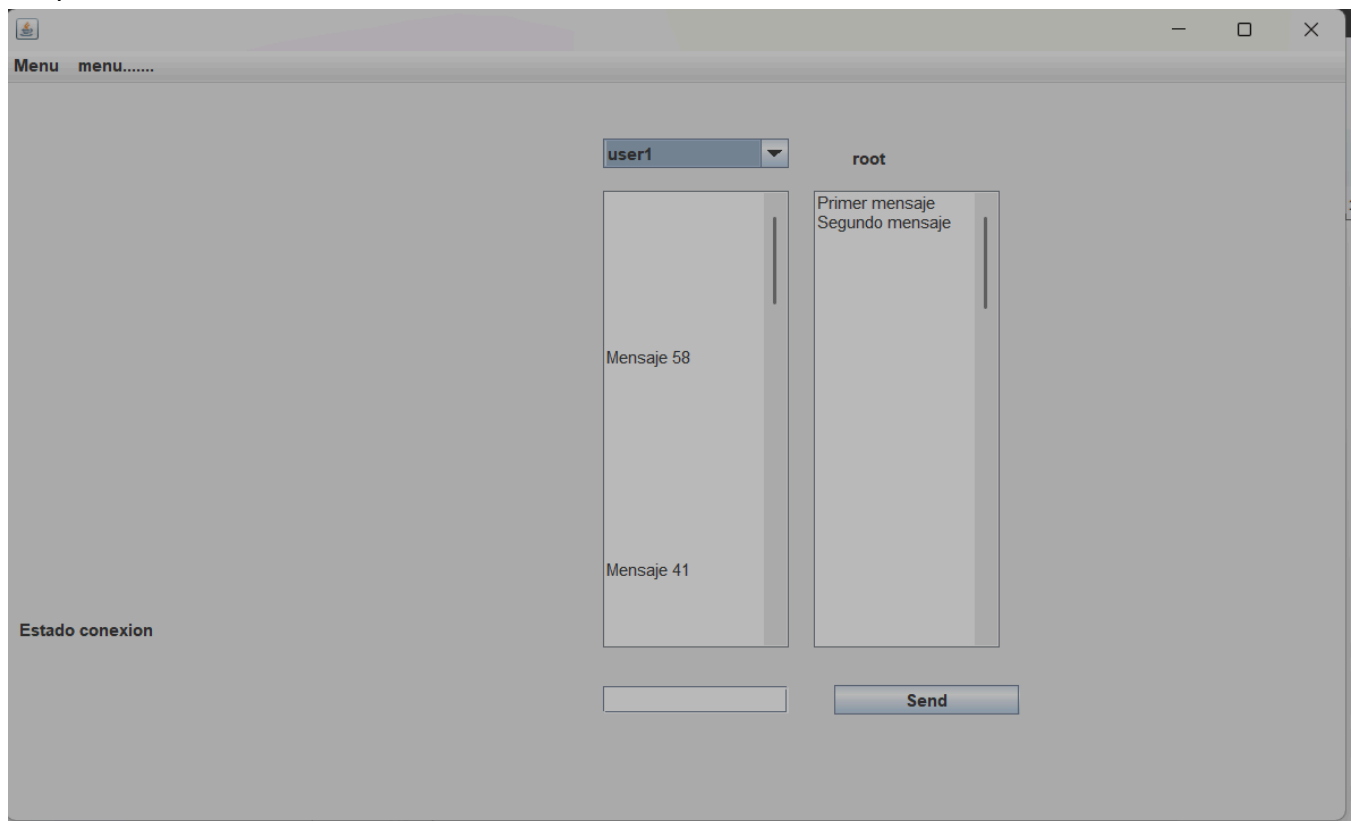 Menu menu.......
user1
root
Primer mensaje
Segundo mensaje
Mensaje 58
Mensaje 41
Estado conexion
Send